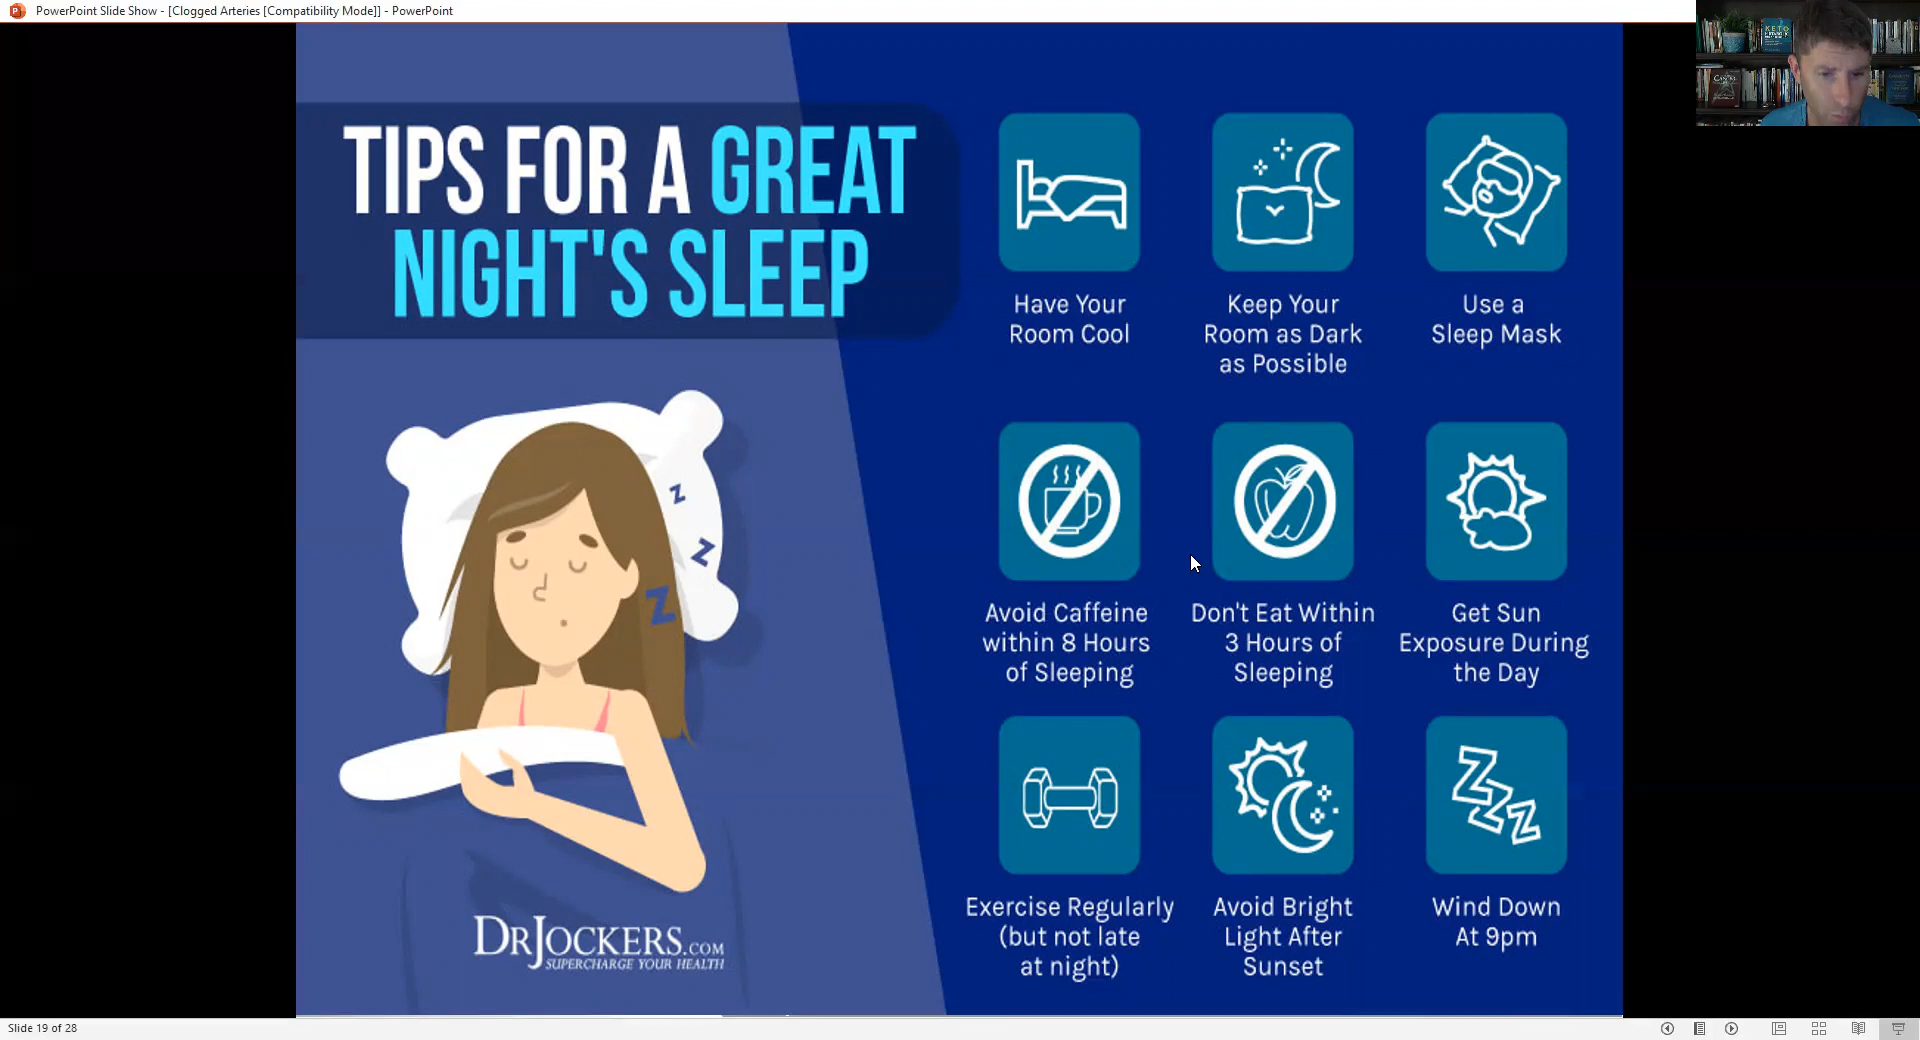 PowerPoint Slide Show - [Clogged Arteries [Compatibility Mode]] - PowerPoint
TIPS FOR A GREAT
NIGHT'S SLEEP
z
z
z
DRJOCKERS.COM
SUPERCHARGE YOUR HEALTH
Have Your
Room Cool
Keep Your
Room as Dark
as Possible
Use a
Sleep Mask
Avoid Caffeine
within 8 Hours
of Sleeping
Don't Eat Within
3 Hours of
Sleeping
Get Sun
Exposure During
the Day
Exercise Regularly
(but not late
at night)
Avoid Bright
Light After
Sunset
ZZZ
Wind Down
At 9pm
KETO
CANCER
Slide 19 of 28